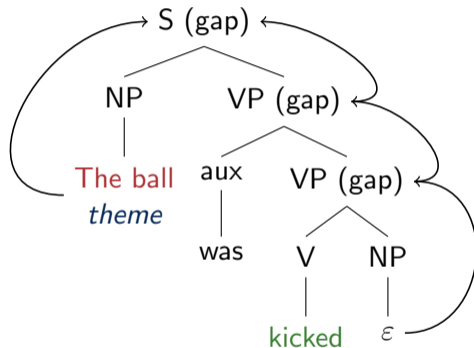 S (gap)
NP VP (gap)
The ball aux VP (gap)
theme
was V NP
kicked ε